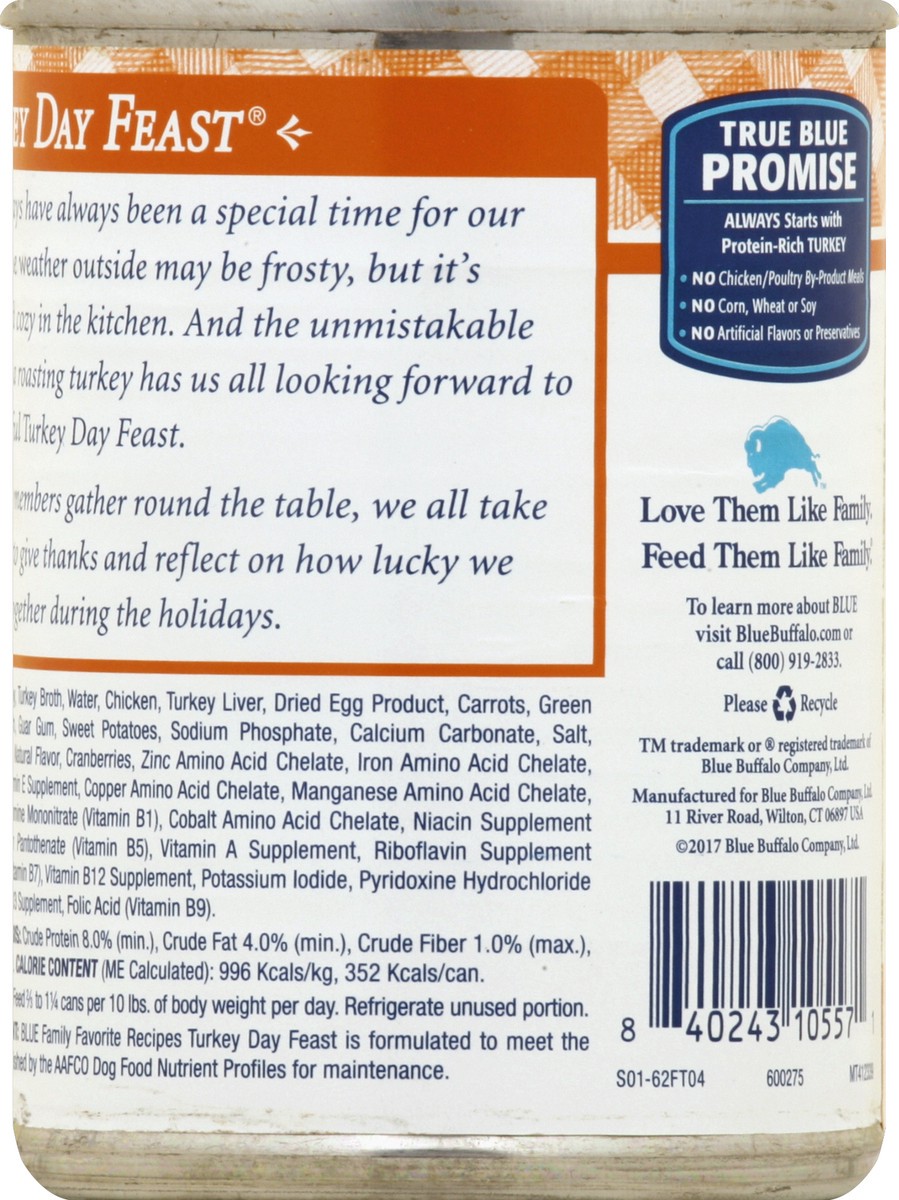 DAY FEAST®
have always been a special time for our
weather outside may be frosty, but it's
cozy in the kitchen. And the unmistakable
roasting turkey has us all looking forward to
Turkey Day Feast.
gather round the table, we all take
give thanks and reflect on how lucky we
during the holidays.
Turkey Broth, Water, Chicken, Turkey Liver, Dried Egg Product, Carrots, Green
Guar Gum, Sweet Potatoes, Sodium Phosphate, Calcium Carbonate, Salt,
Natural Flavor, Cranberries, Zinc Amino Acid Chelate, Iron Amino Acid Chelate,
E Supplement, Copper Amino Acid Chelate, Manganese Amino Acid Chelate,
Mononitrate (Vitamin B1), Cobalt Amino Acid Chelate, Niacin Supplement
Pantothenate (Vitamin B5), Vitamin A Supplement, Riboflavin Supplement
B7), Vitamin B12 Supplement, Potassium Iodide, Pyridoxine Hydrochloride
Supplement, Folic Acid (Vitamin B9).
Crude Protein 8.0% (min.), Crude Fat 4.0% (min.), Crude Fiber 1.0% (max.),
CALORIE CONTENT (ME Calculated): 996 Kcals/kg, 352 Kcals/can.
Feed to 1¼ cans per 10 lbs. of body weight per day. Refrigerate unused portion.
BLUE Family Favorite Recipes Turkey Day Feast is formulated to meet the
by the AAFCO Dog Food Nutrient Profiles for maintenance.
TRUE BLUE
PROMISE
ALWAYS Starts with
Protein-Rich TURKEY
• NO Chicken/Poultry By-Product Meals
• NO Corn, Wheat or Soy
• NO Artificial Flavors or Preservatives
Love Them Like Family.
Feed Them Like Family.®
To learn more about BLUE
visit BlueBuffalo.com or
call (800) 919-2833.
Please Recycle
TM trademark or ® registered trademark of
Blue Buffalo Company, Ltd.
Manufactured for Blue Buffalo Company, Ltd.
11 River Road, Wilton, CT 06897 USA
©2017 Blue Buffalo Company, Ltd.
8 40243 10557 1
S01-62FT04 600275